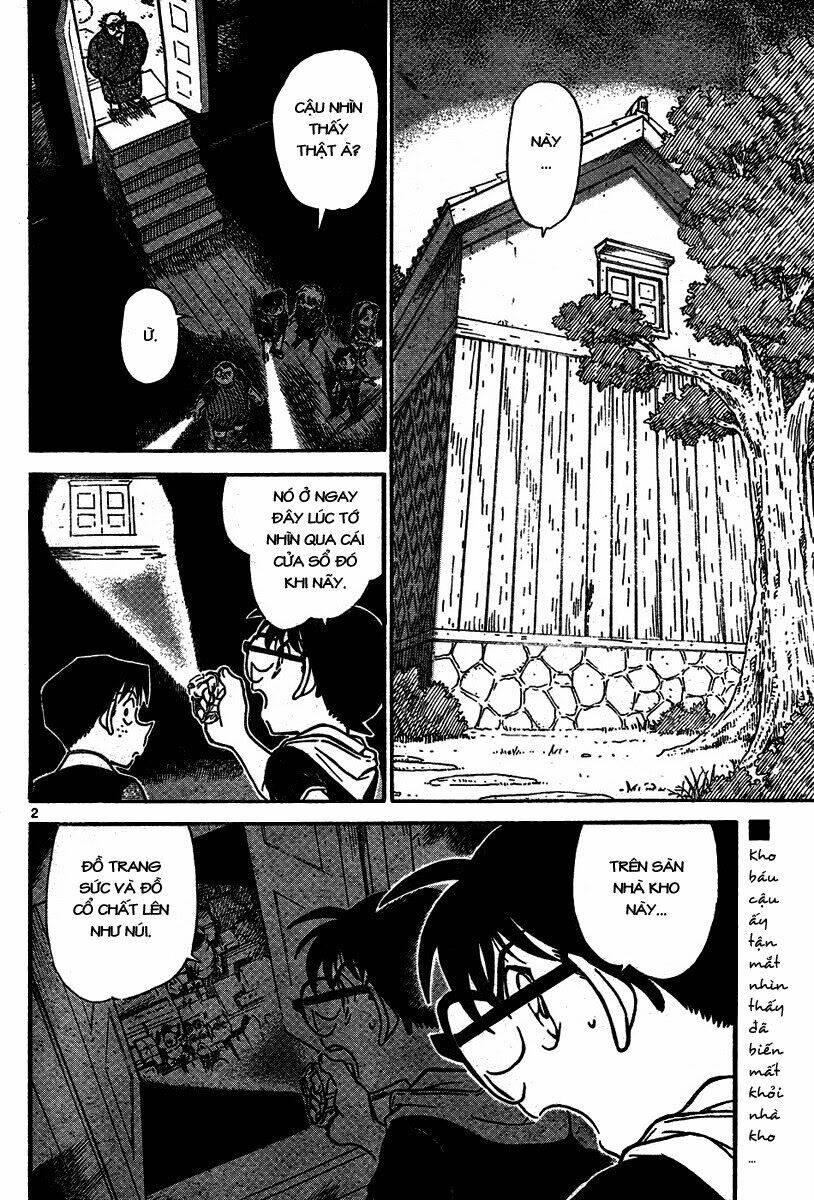 NÀY
...
CẬU NHÌN
THẤY
THẬT À?
Ừ.
NÓ Ở NGAY
ĐÂY LÚC TỚ
NHÌN QUA CÁI
CỬA SỔ ĐÓ
KHI NÃY.
2
TRÊN SÀN
NHÀ KHO
NÀY...
ĐỒ TRANG
SỨC VÀ ĐỒ
CỔ CHẤT LÊN
NHƯ NÚI.
kho
báu
cậu
ấy
tận
mắt
nhìn
thấy
đã
biến
mất
khỏi
nhà
kho
...